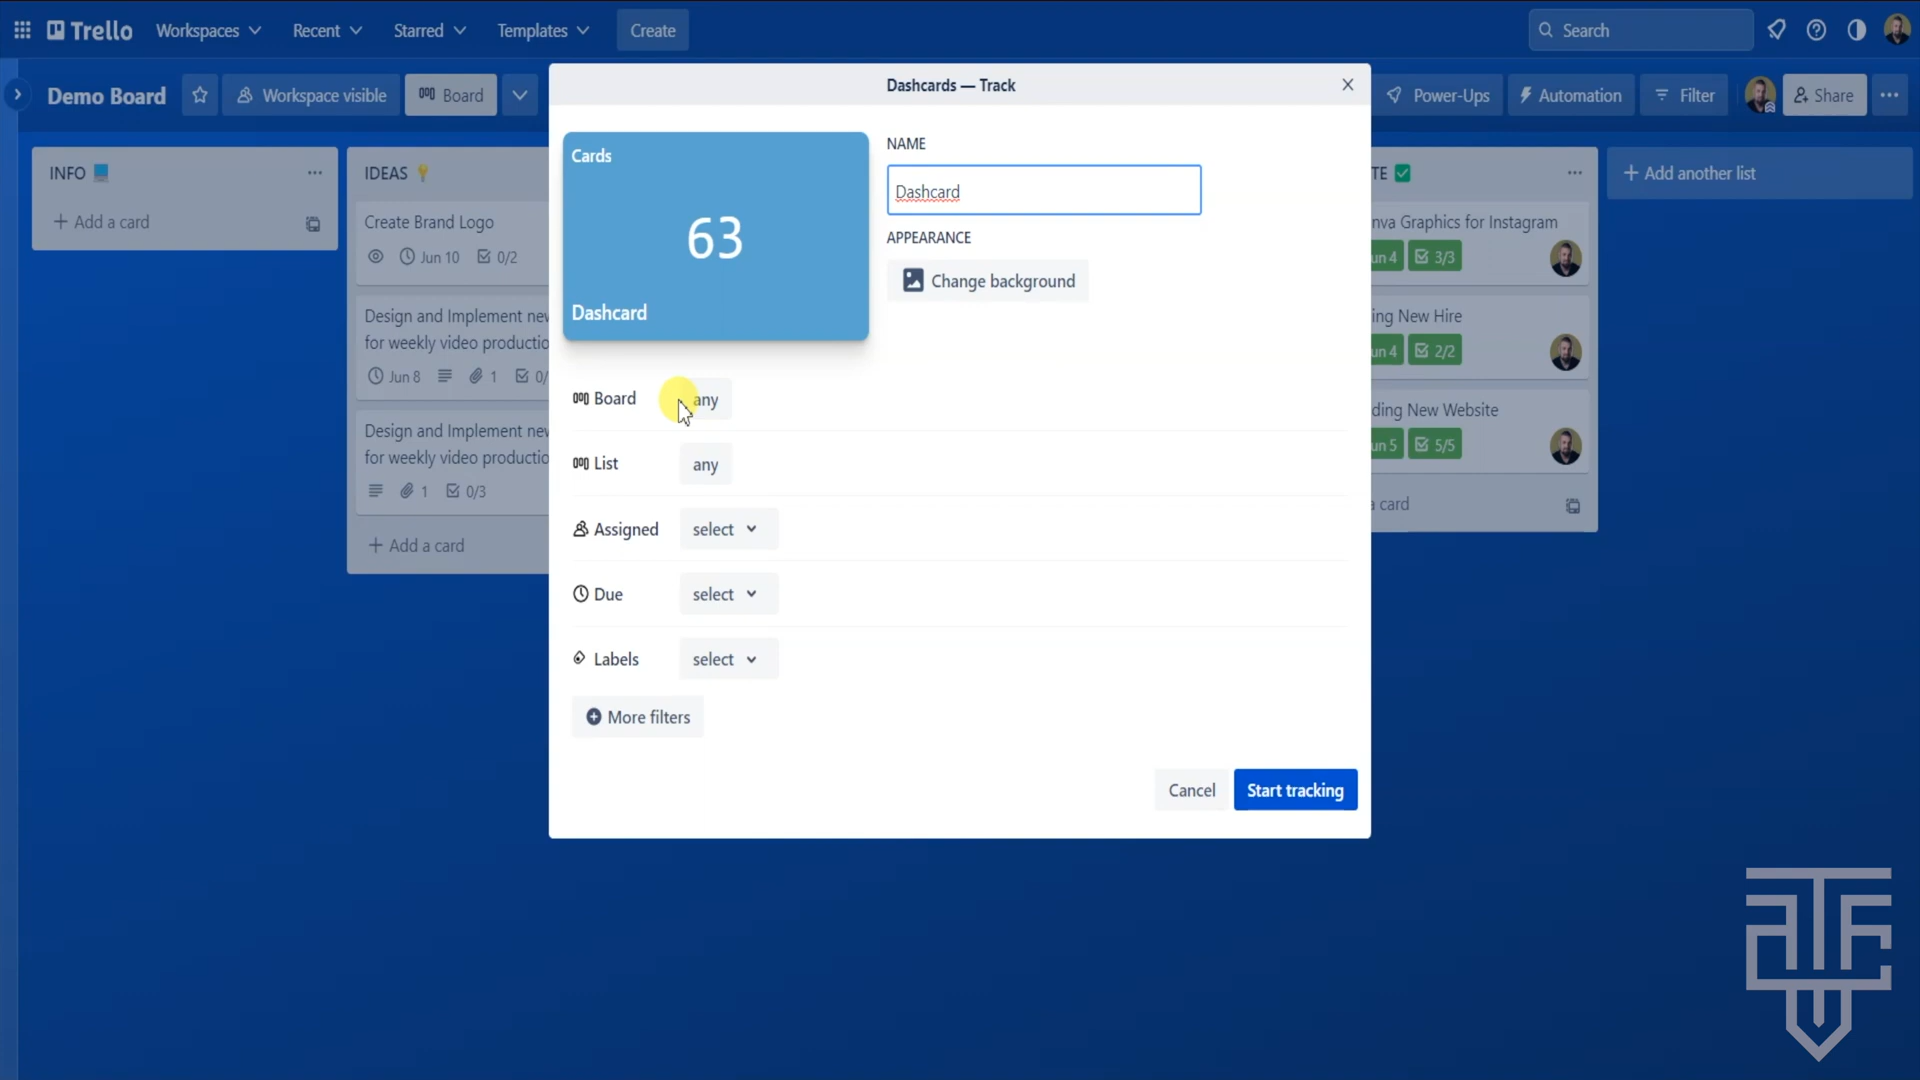 Trello Workspaces Recent Starred Templates Create Search
Demo Board Workspace visible Board Power-Ups Automation Filter Share
Dashcards — Track
INFO
+ Add a card
IDEAS
Create Brand Logo
Jun 10 0/2
Design and Implement new
for weekly video productio
Jun 8 1 0/
Design and Implement new
for weekly video productio
1 0/3
+ Add a card
Cards
63
Dashcard
NAME
Dashcard
APPEARANCE
Change background
Board any
List any
Assigned select
Due select
Labels select
More filters
Cancel Start tracking
TE
nva Graphics for Instagram
un 4 3/3
ing New Hire
un 4 2/2
ding New Website
un 5 5/5
card
+ Add another list